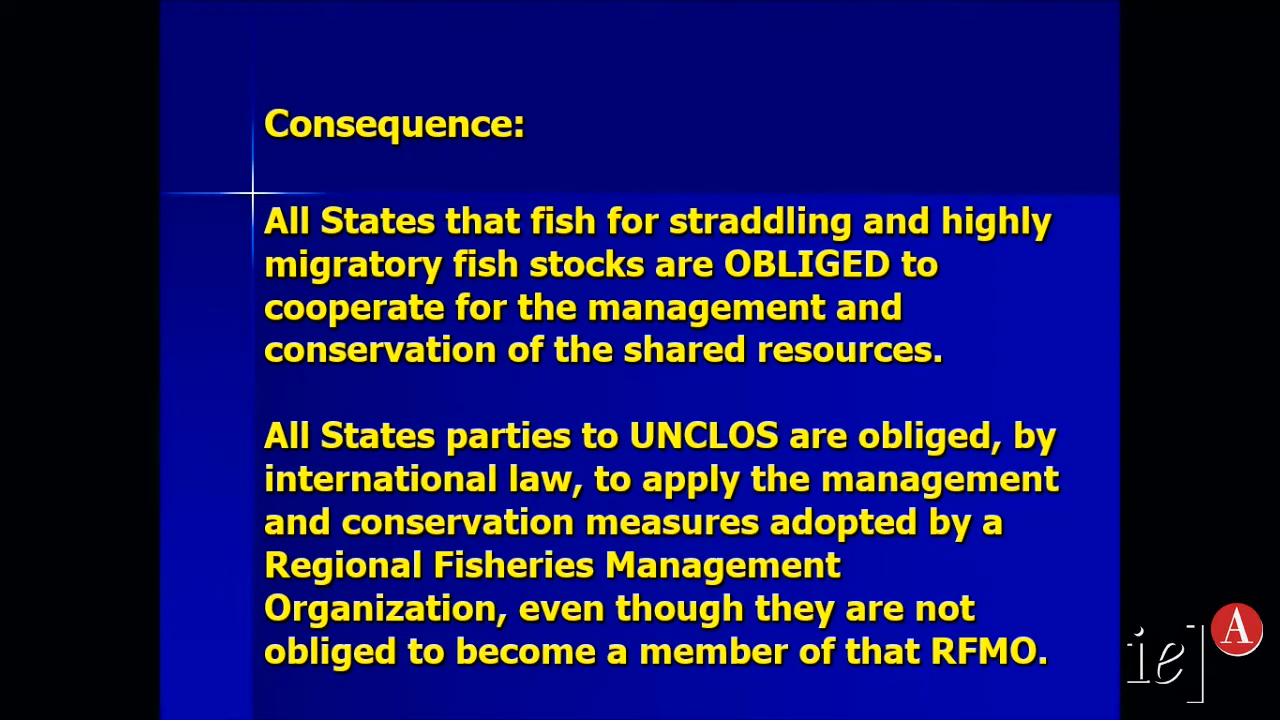 Consequence:
All States that fish for straddling and highly
migratory fish stocks are OBLIGED to
cooperate for the management and
conservation of the shared resources.
All States parties to UNCLOS are obliged, by
international law, to apply the management
and conservation measures adopted by a
Regional Fisheries Management
Organization, even though they are not
obliged to become a member of that RFMO.
ie]
A